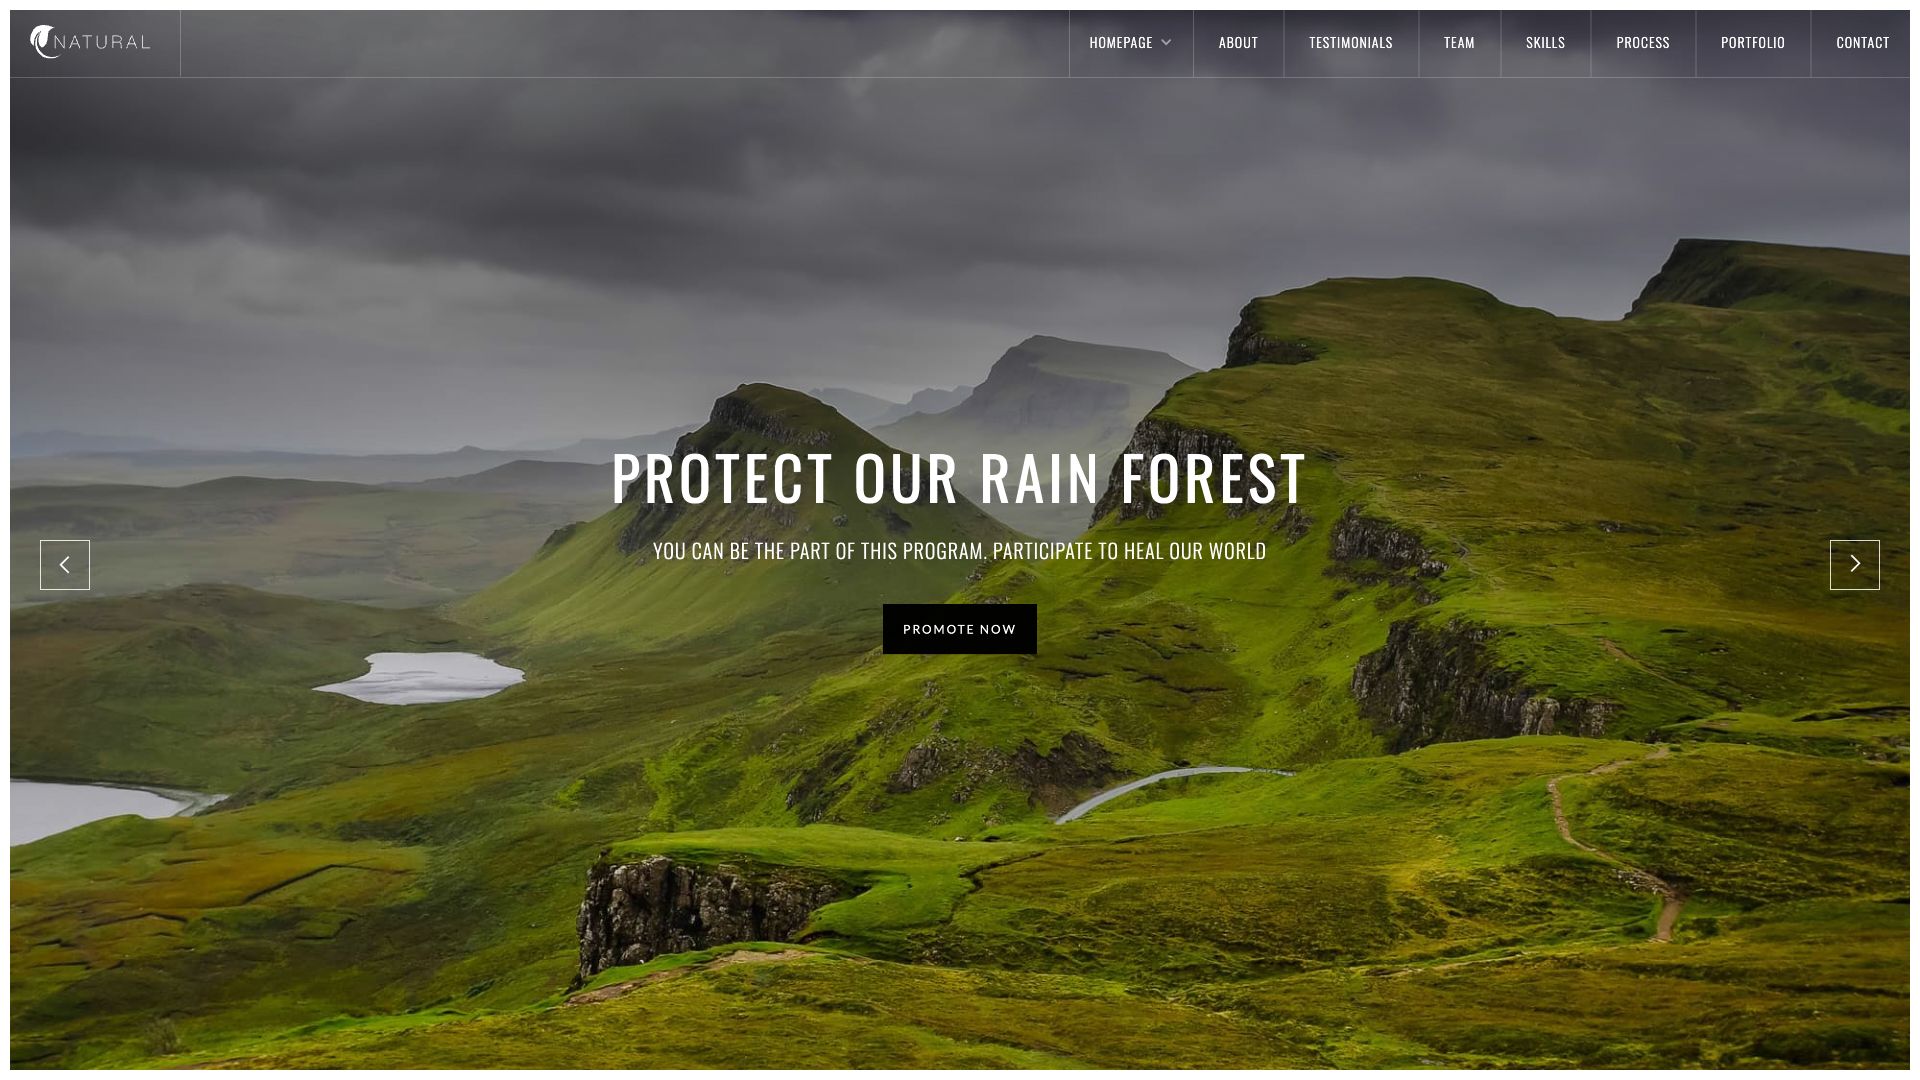 NATURAL
HOMEPAGE ABOUT TESTIMONIALS TEAM SKILLS PROCESS PORTFOLIO CONTACT
PROTECT OUR RAIN FOREST
YOU CAN BE THE PART OF THIS PROGRAM. PARTICIPATE TO HEAL OUR WORLD
PROMOTE NOW